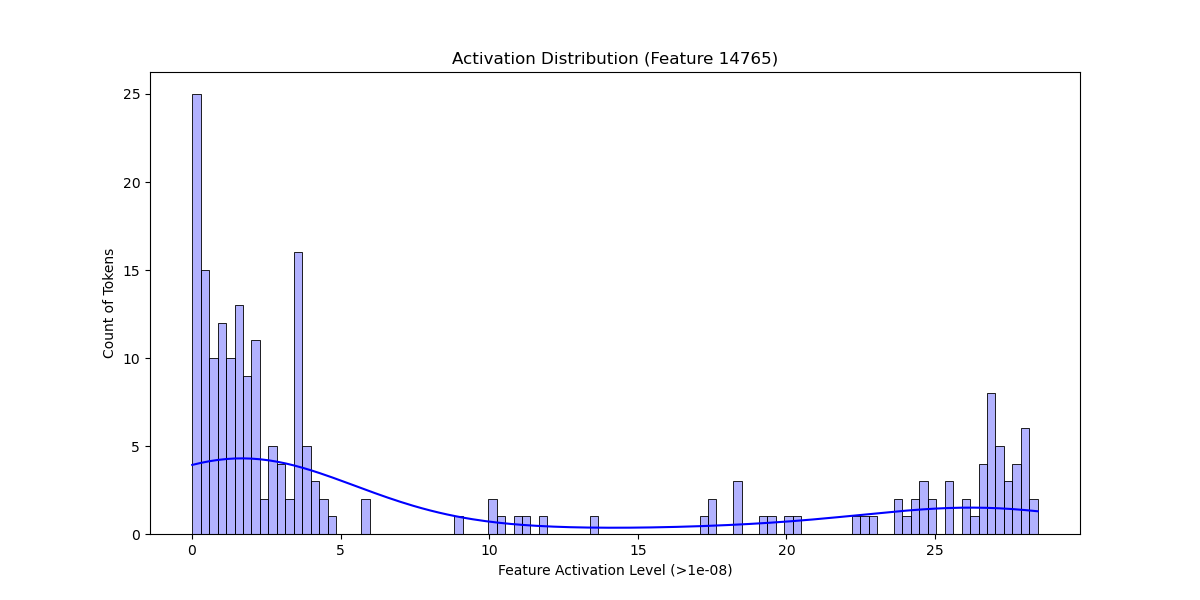 Activation Distribution (Feature 14765)
25
20
15
10
5
0
Count of Tokens
0 5 10 15 20 25
Feature Activation Level (>1e-08)